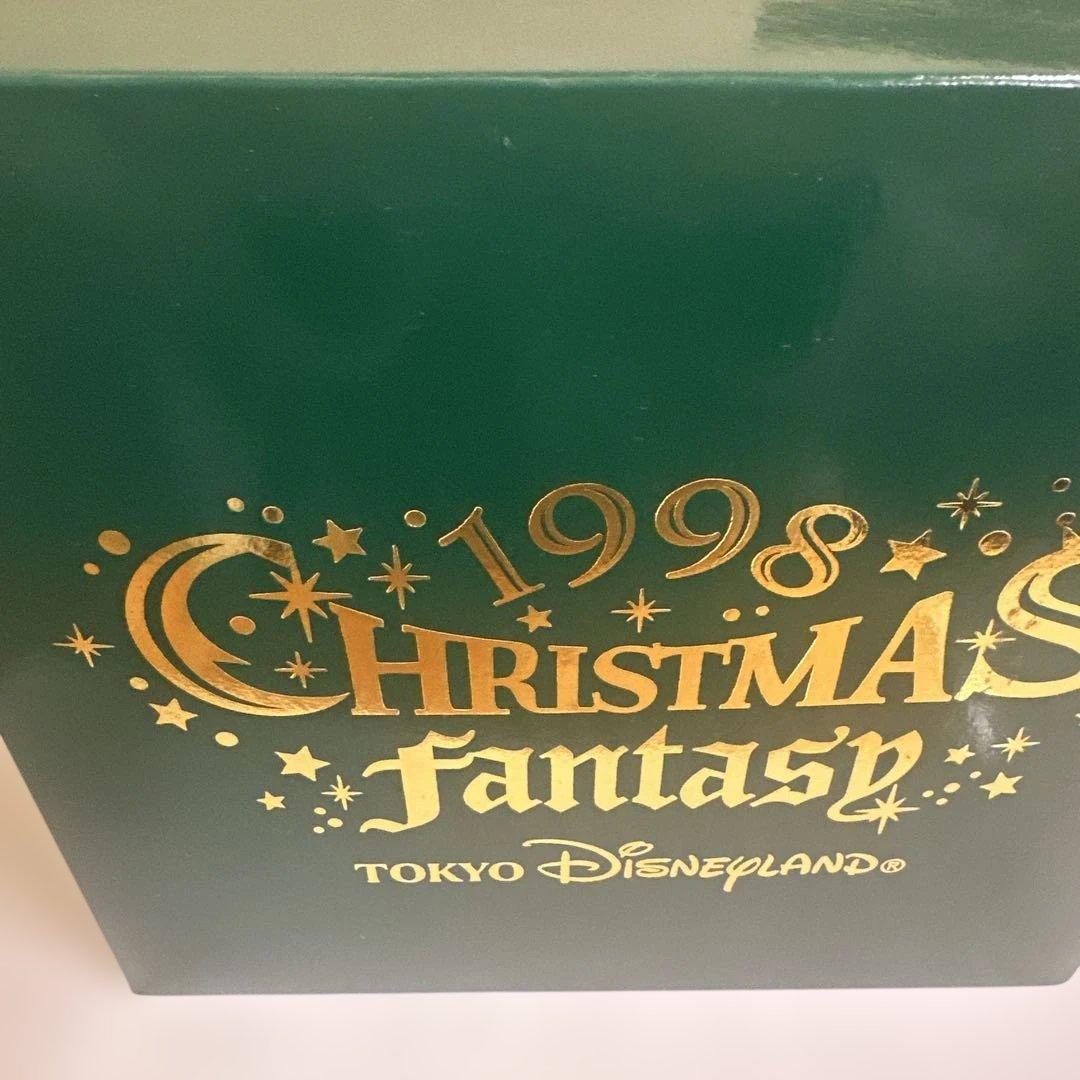 1998
CHRISTMAS
fantasy
TOKYO DISNEYLAND®